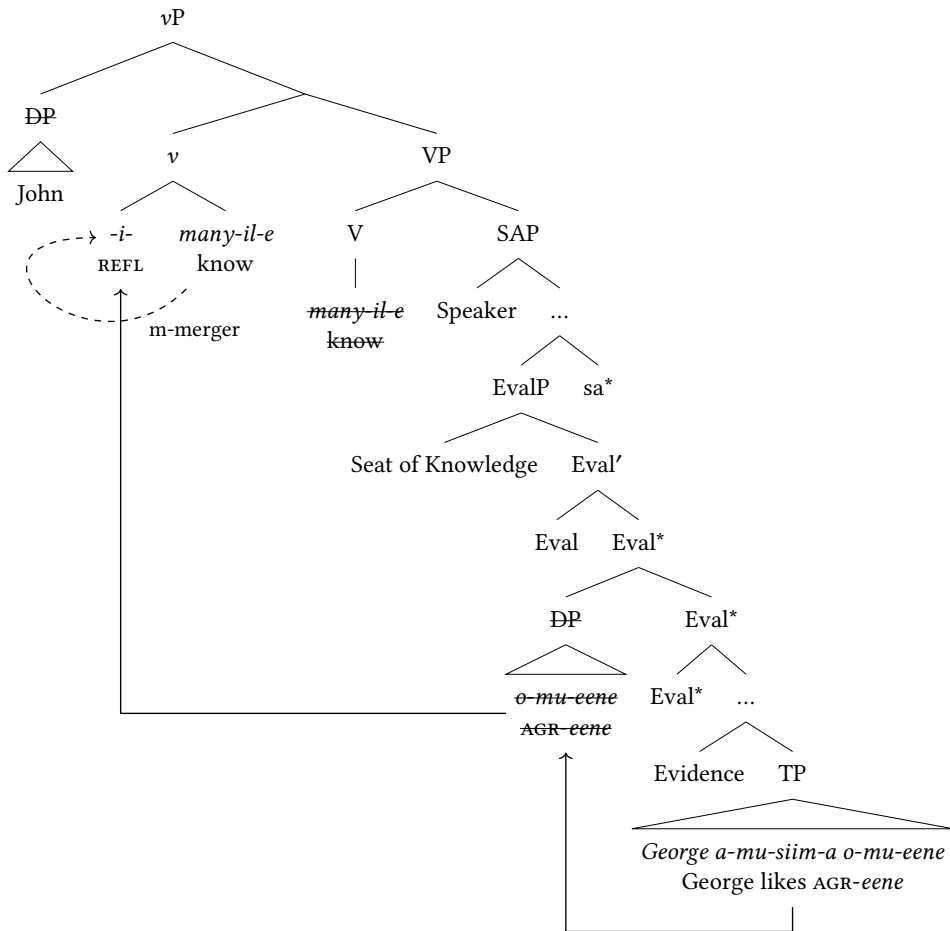 vP
DP
John
v
VP
-i-
REFL
many-il-e
know
m-merger
V
SAP
many-il-e
know
Speaker
...
EvalP
sa*
Seat of Knowledge
Eval′
Eval
Eval*
DP
Eval*
o-mu-eene
AGR-eene
Eval*
...
Evidence
TP
George a-mu-siim-a o-mu-eene
George likes AGR-eene